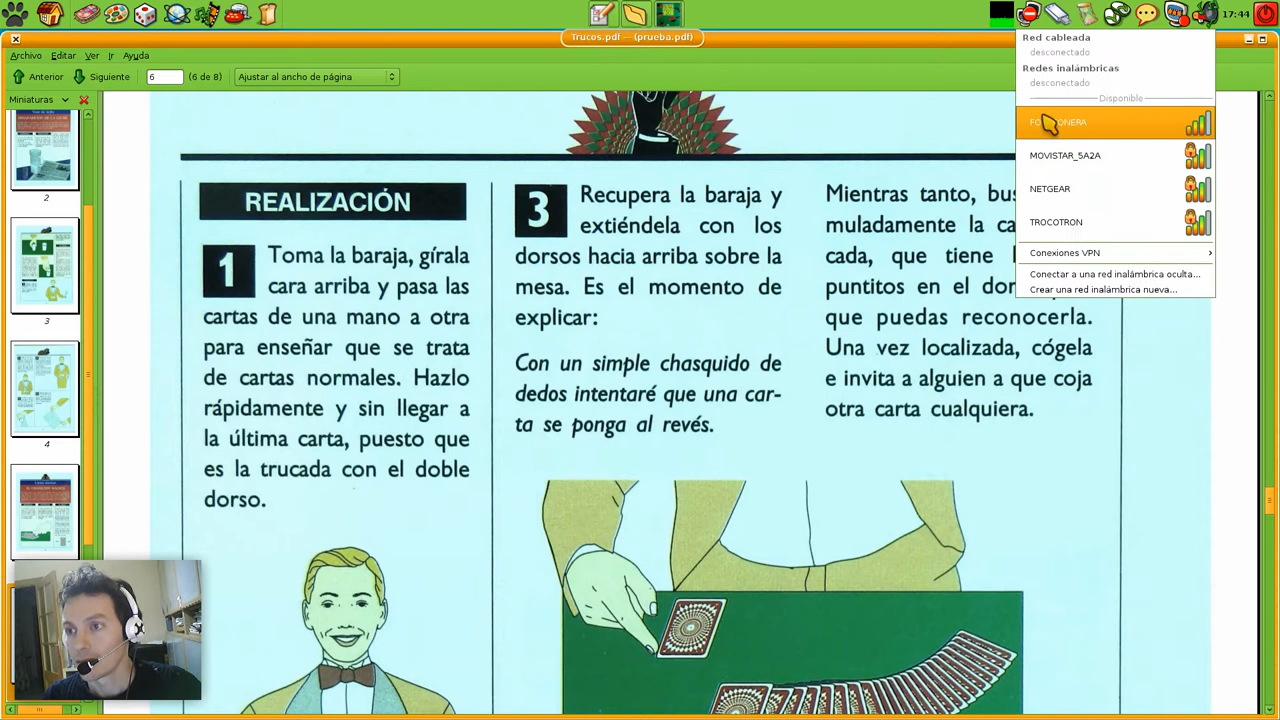 17:44
Trucos.pdf — (prueba.pdf)
Archivo Editar Ver Ir Ayuda
Anterior Siguiente 6 (6 de 8) Ajustar al ancho de página
Miniaturas
2
3
4
REALIZACIÓN
1 Toma la baraja, gírala
cara arriba y pasa las
cartas de una mano a otra
para enseñar que se trata
de cartas normales. Hazlo
rápidamente y sin llegar a
la última carta, puesto que
es la trucada con el doble
dorso.
3 Recupera la baraja y
extiéndela con los
dorsos hacia arriba sobre la
mesa. Es el momento de
explicar:
Con un simple chasquido de
dedos intentaré que una car-
ta se ponga al revés.
Mientras tanto,
muladamente la
cada, que tiene
puntitos en el
que puedas reconocerla.
Una vez localizada, cógela
e invita a alguien a que coja
otra carta cualquiera.
Red cableada
desconectado
Redes inalámbricas
desconectado
Disponible
MOVISTAR_5A2A
NETGEAR
TROCOTRON
Conexiones VPN
Conectar a una red inalámbrica oculta...
Crear una red inalámbrica nueva...